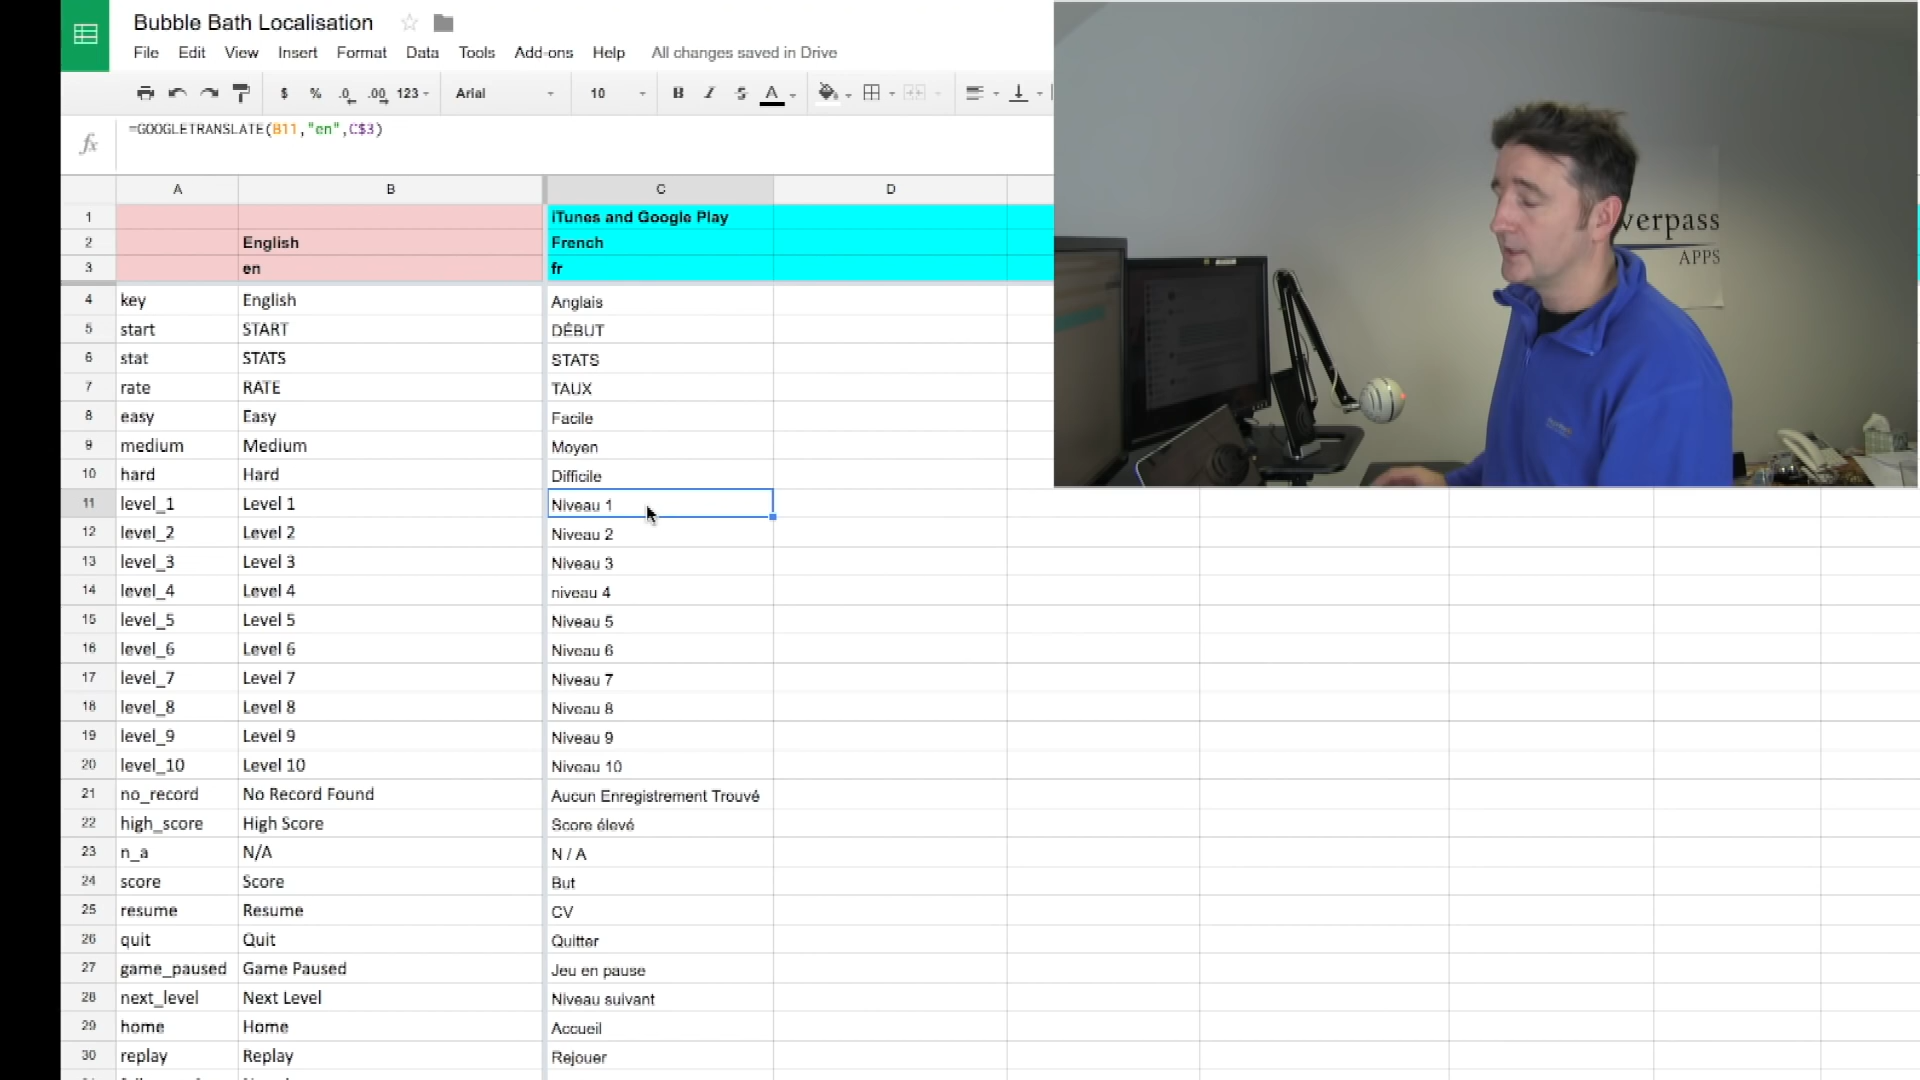 Bubble Bath Localisation
File Edit View Insert Format Data Tools Add-ons Help All changes saved in Drive
$ % .0 .00 123 Arial 10 B I S A
fx =GOOGLETRANSLATE(B11,"en",C$3)
A B C D
1 iTunes and Google Play
2 English French
3 en fr
4 key English Anglais
5 start START DÉBUT
6 stat STATS STATS
7 rate RATE TAUX
8 easy Easy Facile
9 medium Medium Moyen
10 hard Hard Difficile
11 level_1 Level 1 Niveau 1
12 level_2 Level 2 Niveau 2
13 level_3 Level 3 Niveau 3
14 level_4 Level 4 niveau 4
15 level_5 Level 5 Niveau 5
16 level_6 Level 6 Niveau 6
17 level_7 Level 7 Niveau 7
18 level_8 Level 8 Niveau 8
19 level_9 Level 9 Niveau 9
20 level_10 Level 10 Niveau 10
21 no_record No Record Found Aucun Enregistrement Trouvé
22 high_score High Score Score élevé
23 n_a N/A N / A
24 score Score But
25 resume Resume CV
26 quit Quit Quitter
27 game_paused Game Paused Jeu en pause
28 next_level Next Level Niveau suivant
29 home Home Accueil
30 replay Replay Rejouer
verpass
APPS